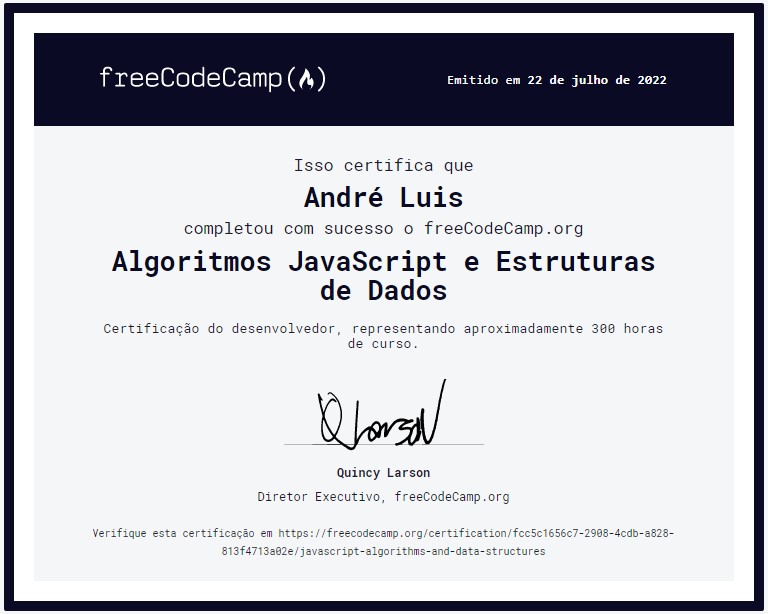 freeCodeCamp(🔥)
Emitido em 22 de julho de 2022
Isso certifica que
André Luis
completou com sucesso o freeCodeCamp.org
Algoritmos JavaScript e Estruturas
de Dados
Certificação do desenvolvedor, representando aproximadamente 300 horas
de curso.
Q Larson
Quincy Larson
Diretor Executivo, freeCodeCamp.org
Verifique esta certificação em https://freecodecamp.org/certification/fcc5c1656c7-2908-4cdb-a828-
813f4713a02e/javascript-algorithms-and-data-structures